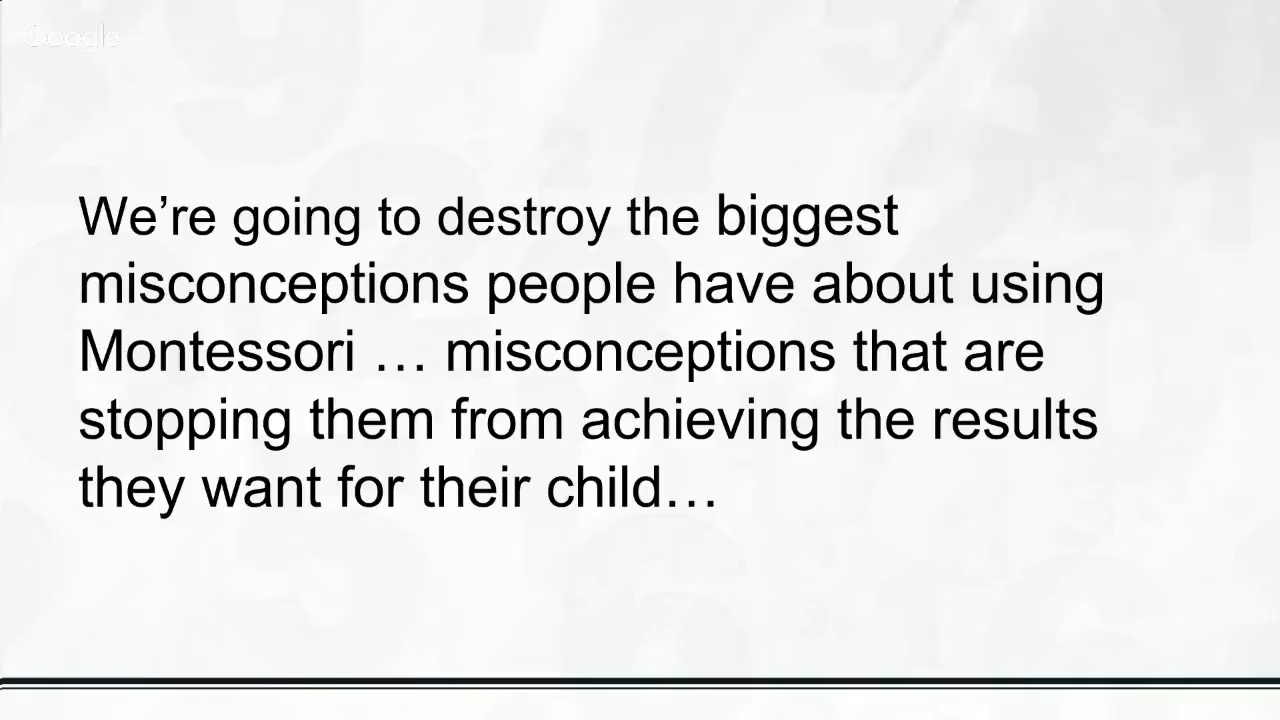 Google
We’re going to destroy the biggest
misconceptions people have about using
Montessori … misconceptions that are
stopping them from achieving the results
they want for their child…